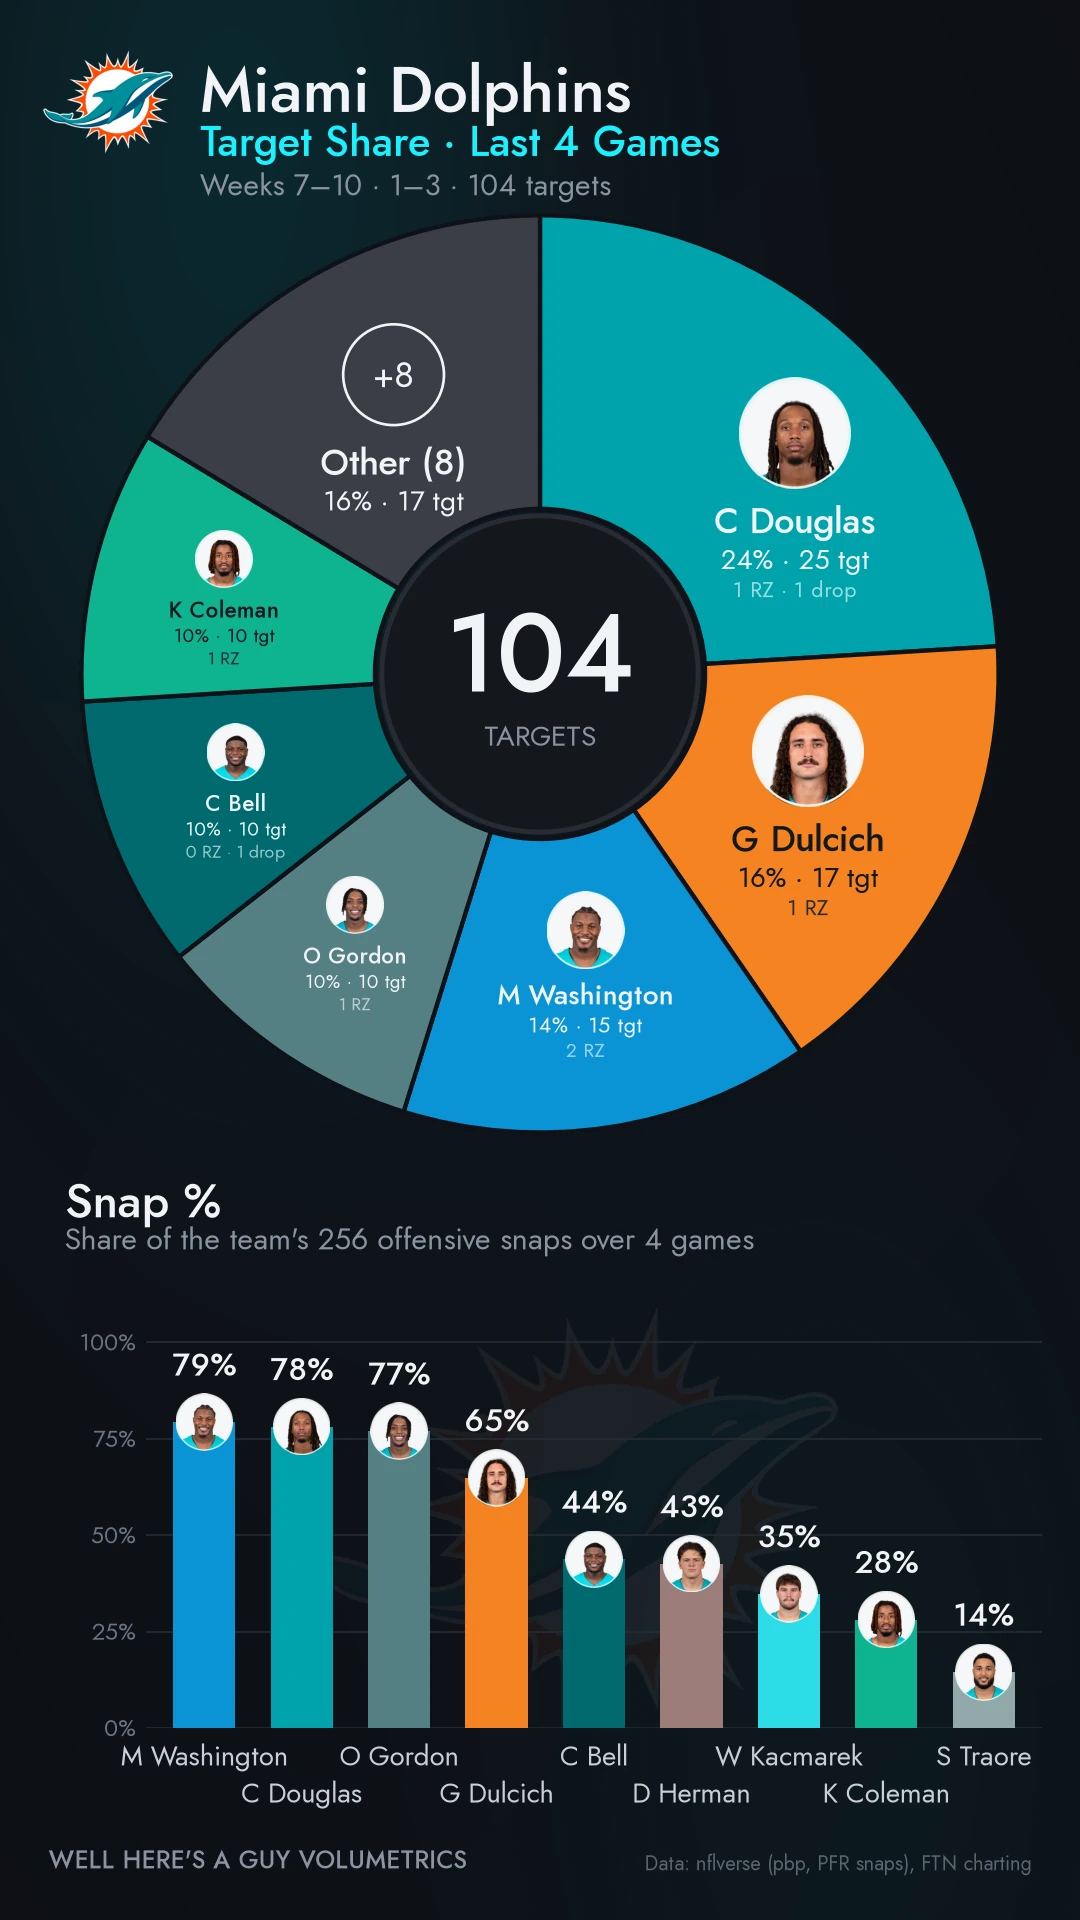 Miami Dolphins
Target Share · Last 4 Games
Weeks 7–10 · 1–3 · 104 targets
+8
Other (8)
16% · 17 tgt
C Douglas
24% · 25 tgt
1 RZ · 1 drop
K Coleman
10% · 10 tgt
1 RZ
104
TARGETS
G Dulcich
16% · 17 tgt
1 RZ
C Bell
10% · 10 tgt
0 RZ · 1 drop
O Gordon
10% · 10 tgt
1 RZ
M Washington
14% · 15 tgt
2 RZ
Snap %
Share of the team's 256 offensive snaps over 4 games
100%
75%
50%
25%
0%
79%
78%
77%
65%
44%
43%
35%
28%
14%
M Washington
C Douglas
O Gordon
G Dulcich
C Bell
D Herman
W Kacmarek
K Coleman
S Traore
WELL HERE'S A GUY VOLUMETRICS
Data: nflverse (pbp, PFR snaps), FTN charting